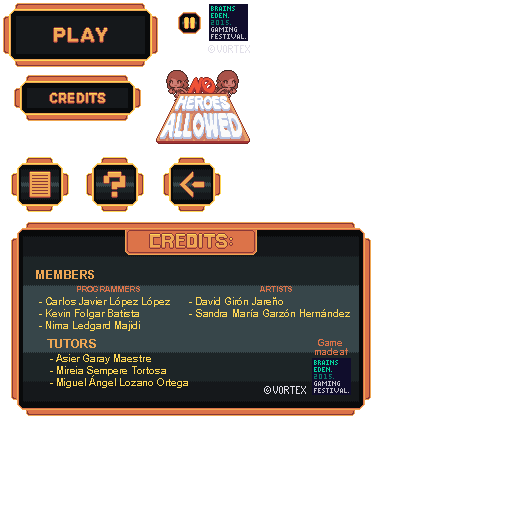 PLAY
BRAINS
EDEN.
2015.
GAMING
FESTIVAL.
©VORTEX
CREDITS
NO
HEROES
ALLOWED
?
CREDITS:
MEMBERS
PROGRAMMERS
- Carlos Javier López López
- Kevin Folgar Batista
- Nima Ledgard Majidi
ARTISTS
- David Girón Jareño
- Sandra María Garzón Hernández
TUTORS
- Asier Garay Maestre
- Mireia Sempere Tortosa
- Miguel Ángel Lozano Ortega
Game
made at
BRAINS
EDEN.
2015.
GAMING
FESTIVAL.
©VORTEX